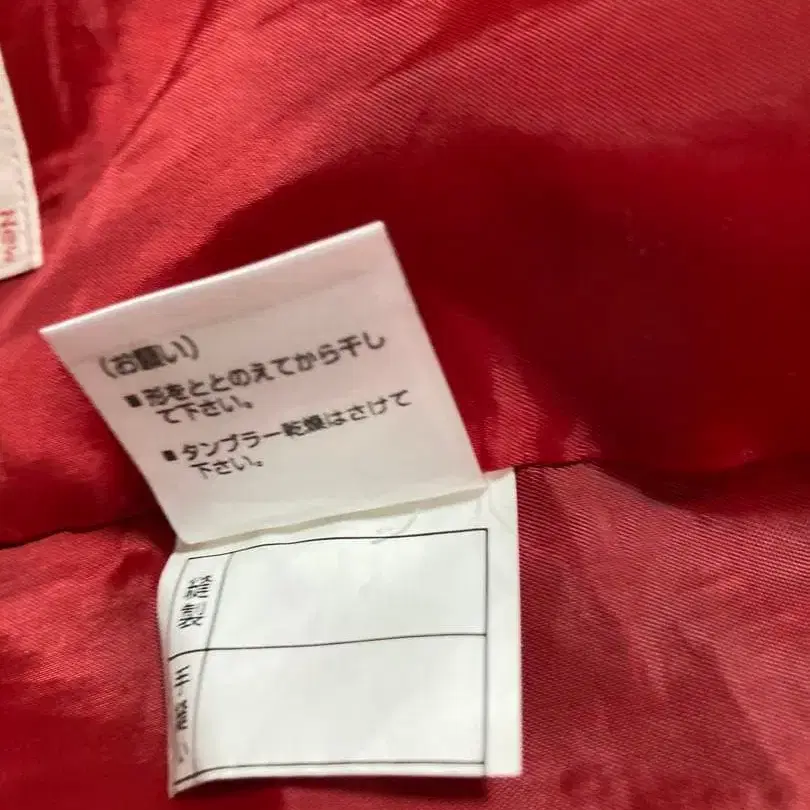 New
(お願い)
■形をととのえてから干し
て下さい。
■タンブラー乾燥はさけて
下さい。
縫製